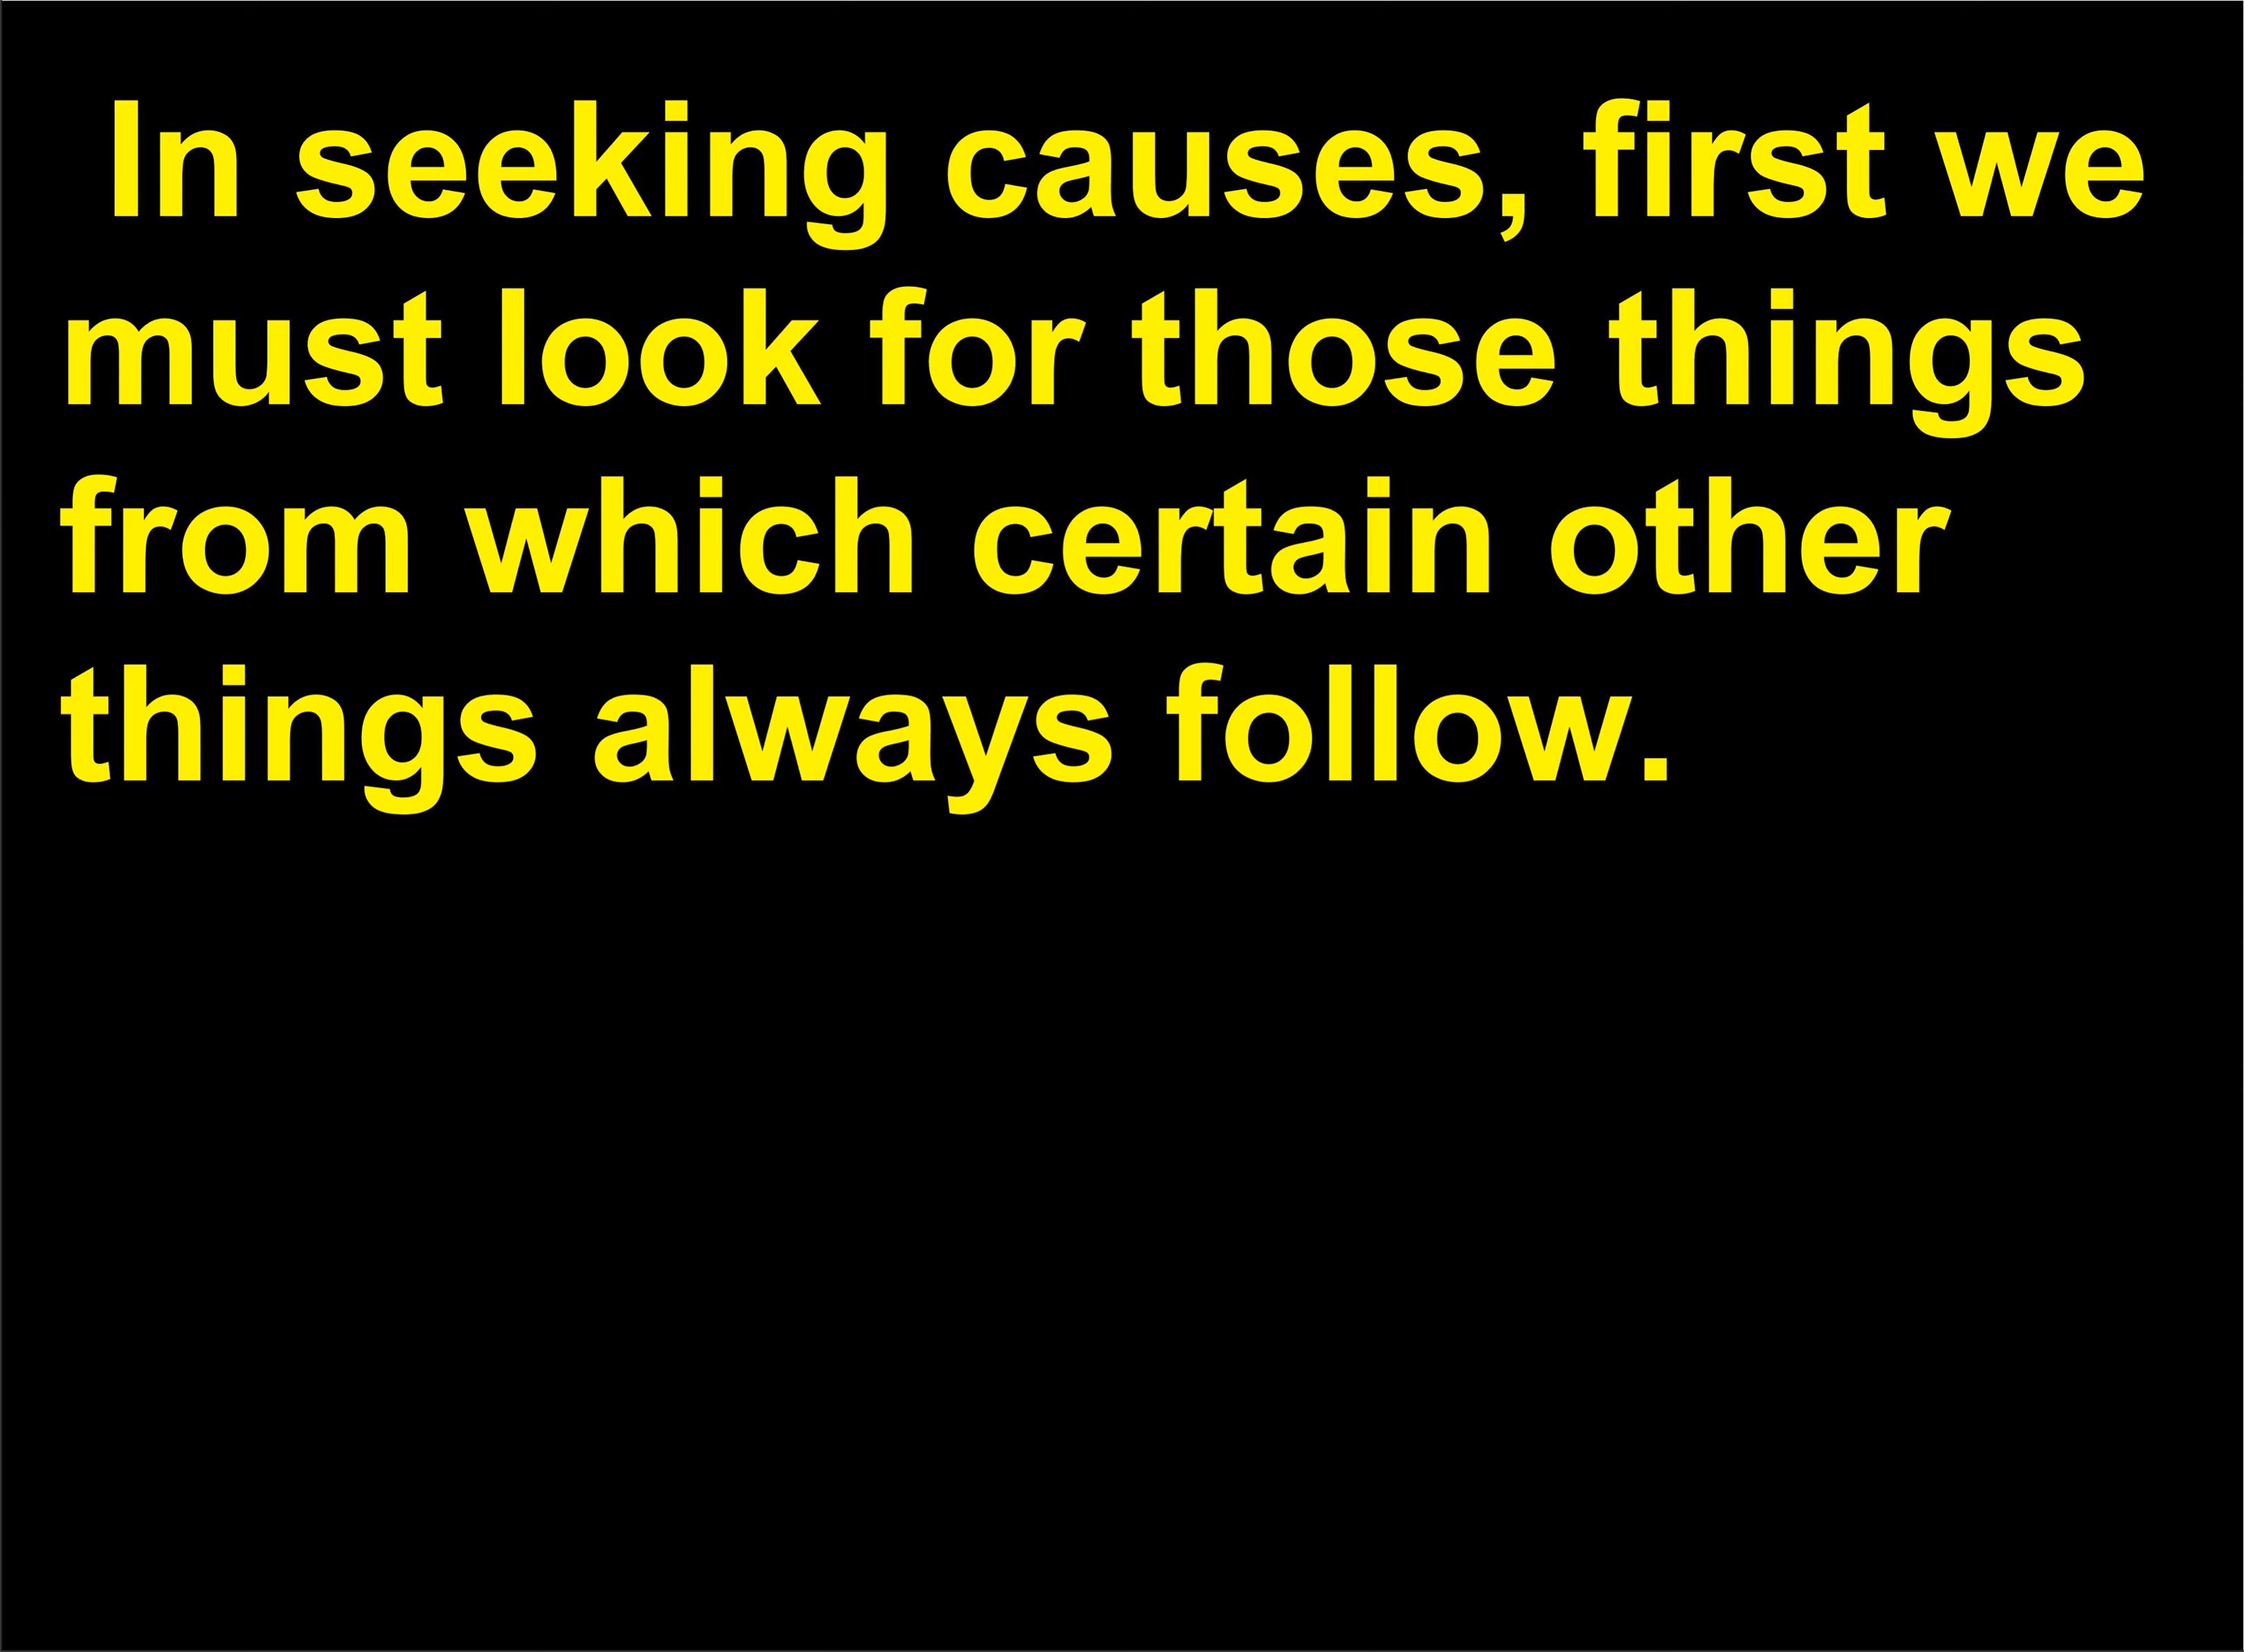 In seeking causes, first we
must look for those things
from which certain other
things always follow.